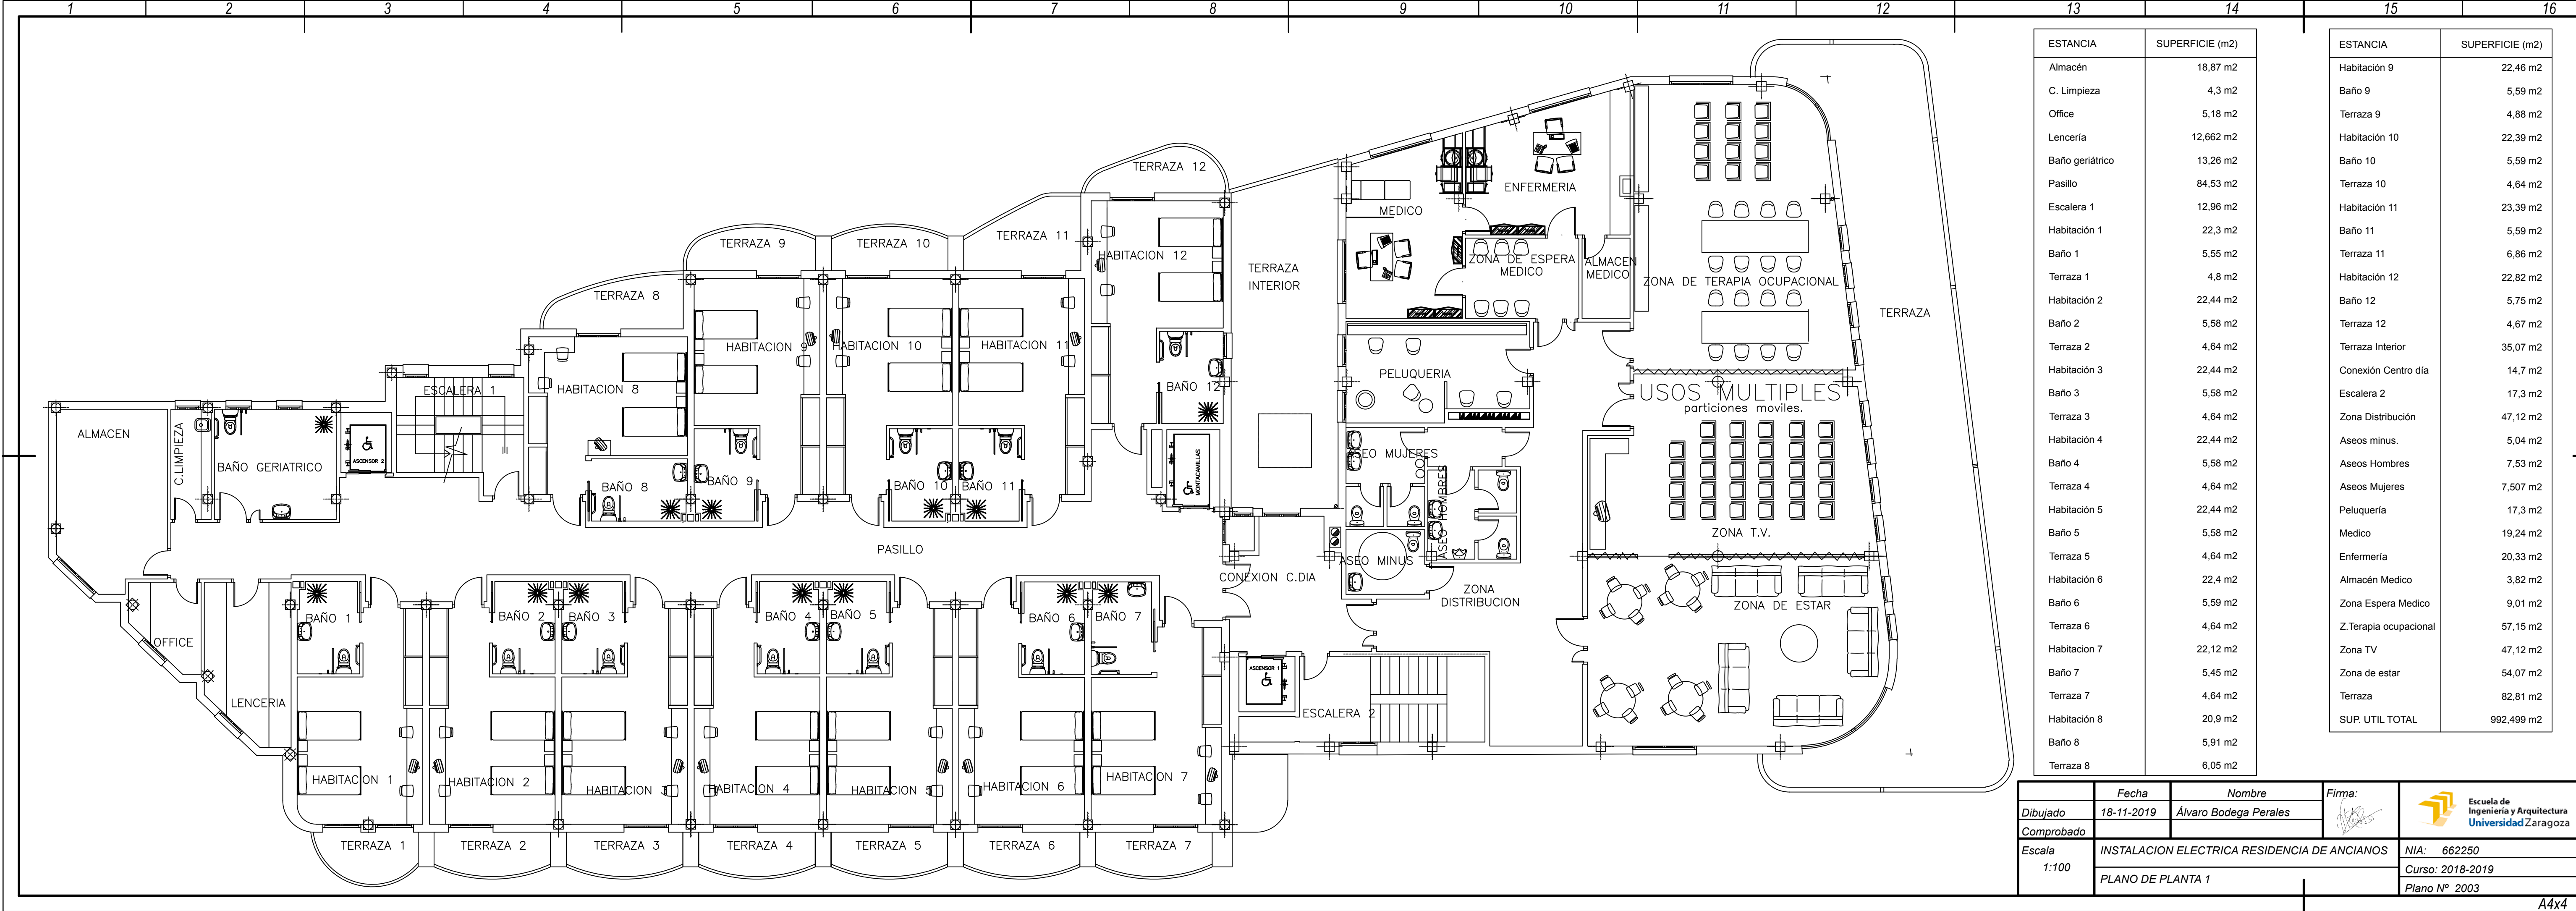 1 2 3 4 5 6 7 8 9 10 11 12 13 14 15 16
ESTANCIA SUPERFICIE (m2)
Almacén 18,87 m2
C. Limpieza 4,3 m2
Office 5,18 m2
Lencería 12,662 m2
Baño geriátrico 13,26 m2
Pasillo 84,53 m2
Escalera 1 12,96 m2
Habitación 1 22,3 m2
Baño 1 5,55 m2
Terraza 1 4,8 m2
Habitación 2 22,44 m2
Baño 2 5,58 m2
Terraza 2 4,64 m2
Habitación 3 22,44 m2
Baño 3 5,58 m2
Terraza 3 4,64 m2
Habitación 4 22,44 m2
Baño 4 5,58 m2
Terraza 4 4,64 m2
Habitación 5 22,44 m2
Baño 5 5,58 m2
Terraza 5 4,64 m2
Habitación 6 22,4 m2
Baño 6 5,59 m2
Terraza 6 4,64 m2
Habitacion 7 22,12 m2
Baño 7 5,45 m2
Terraza 7 4,64 m2
Habitación 8 20,9 m2
Baño 8 5,91 m2
Terraza 8 6,05 m2
ESTANCIA SUPERFICIE (m2)
Habitación 9 22,46 m2
Baño 9 5,59 m2
Terraza 9 4,88 m2
Habitación 10 22,39 m2
Baño 10 5,59 m2
Terraza 10 4,64 m2
Habitación 11 23,39 m2
Baño 11 5,59 m2
Terraza 11 6,86 m2
Habitación 12 22,82 m2
Baño 12 5,75 m2
Terraza 12 4,67 m2
Terraza Interior 35,07 m2
Conexión Centro día 14,7 m2
Escalera 2 17,3 m2
Zona Distribución 47,12 m2
Aseos minus. 5,04 m2
Aseos Hombres 7,53 m2
Aseos Mujeres 7,507 m2
Peluquería 17,3 m2
Medico 19,24 m2
Enfermería 20,33 m2
Almacén Medico 3,82 m2
Zona Espera Medico 9,01 m2
Z.Terapia ocupacional 57,15 m2
Zona TV 47,12 m2
Zona de estar 54,07 m2
Terraza 82,81 m2
SUP. UTIL TOTAL 992,499 m2
TERRAZA 12
TERRAZA 9
TERRAZA 10
TERRAZA 11
TERRAZA 8
HABITACION 12
HABITACION 9
HABITACION 10
HABITACION 11
HABITACION 8
BAÑO 12
ESCALERA 1
ALMACEN
C.LIMPIEZA
BAÑO GERIATRICO
ASCENSOR 2
BAÑO 8
BAÑO 9
BAÑO 10
BAÑO 11
MONTACAMILLAS
TERRAZA
INTERIOR
MEDICO
ENFERMERIA
ZONA DE ESPERA
MEDICO
ALMACEN
MEDICO
ZONA DE TERAPIA OCUPACIONAL
TERRAZA
PELUQUERIA
USOS MULTIPLES
particiones moviles.
ASEO MUJERES
ASEO HOMBRES
ZONA T.V.
PASILLO
CONEXION C.DIA
ASEO MINUS
ZONA
DISTRIBUCION
ZONA DE ESTAR
BAÑO 1
BAÑO 2
BAÑO 3
BAÑO 4
BAÑO 5
BAÑO 6
BAÑO 7
OFFICE
LENCERIA
ASCENSOR 1
ESCALERA 2
HABITACION 1
HABITACION 2
HABITACION 3
HABITACION 4
HABITACION 5
HABITACION 6
HABITACION 7
TERRAZA 1
TERRAZA 2
TERRAZA 3
TERRAZA 4
TERRAZA 5
TERRAZA 6
TERRAZA 7
Fecha Nombre Firma:
Dibujado 18-11-2019 Álvaro Bodega Perales
Comprobado
Escuela de
Ingeniería y Arquitectura
Universidad Zaragoza
Escala
1:100
INSTALACION ELECTRICA RESIDENCIA DE ANCIANOS
PLANO DE PLANTA 1
NIA: 662250
Curso: 2018-2019
Plano Nº 2003
A4x4